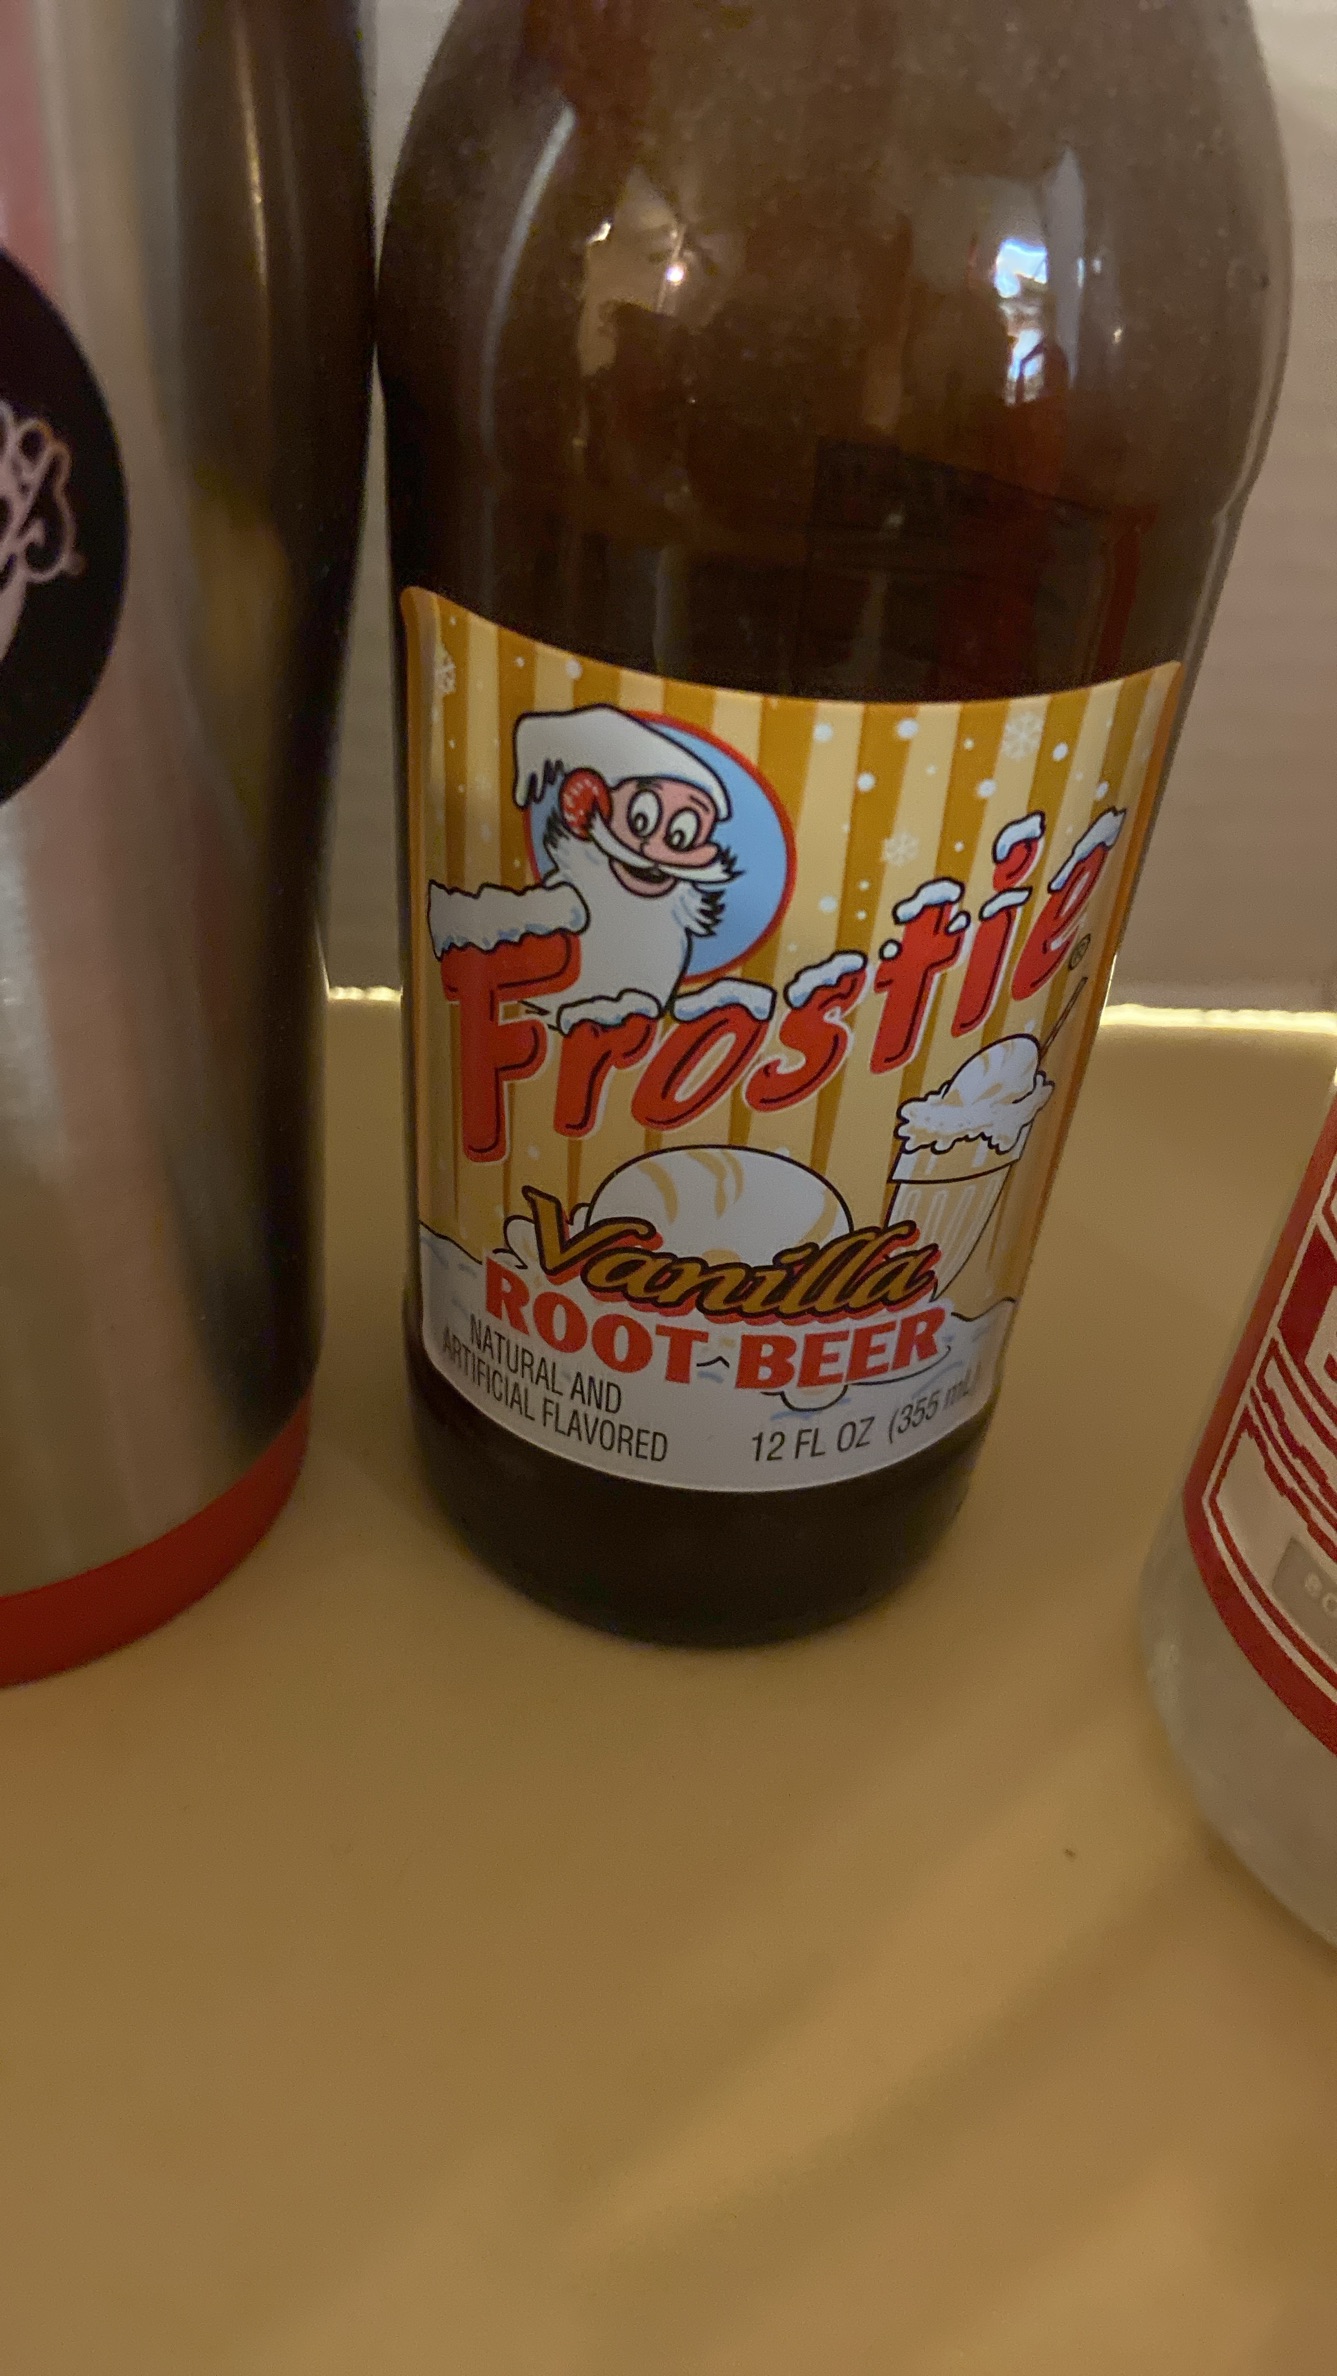 Frostie®
Vanilla
ROOT BEER
NATURAL AND
ARTIFICIAL FLAVORED
12 FL OZ (355 mL)